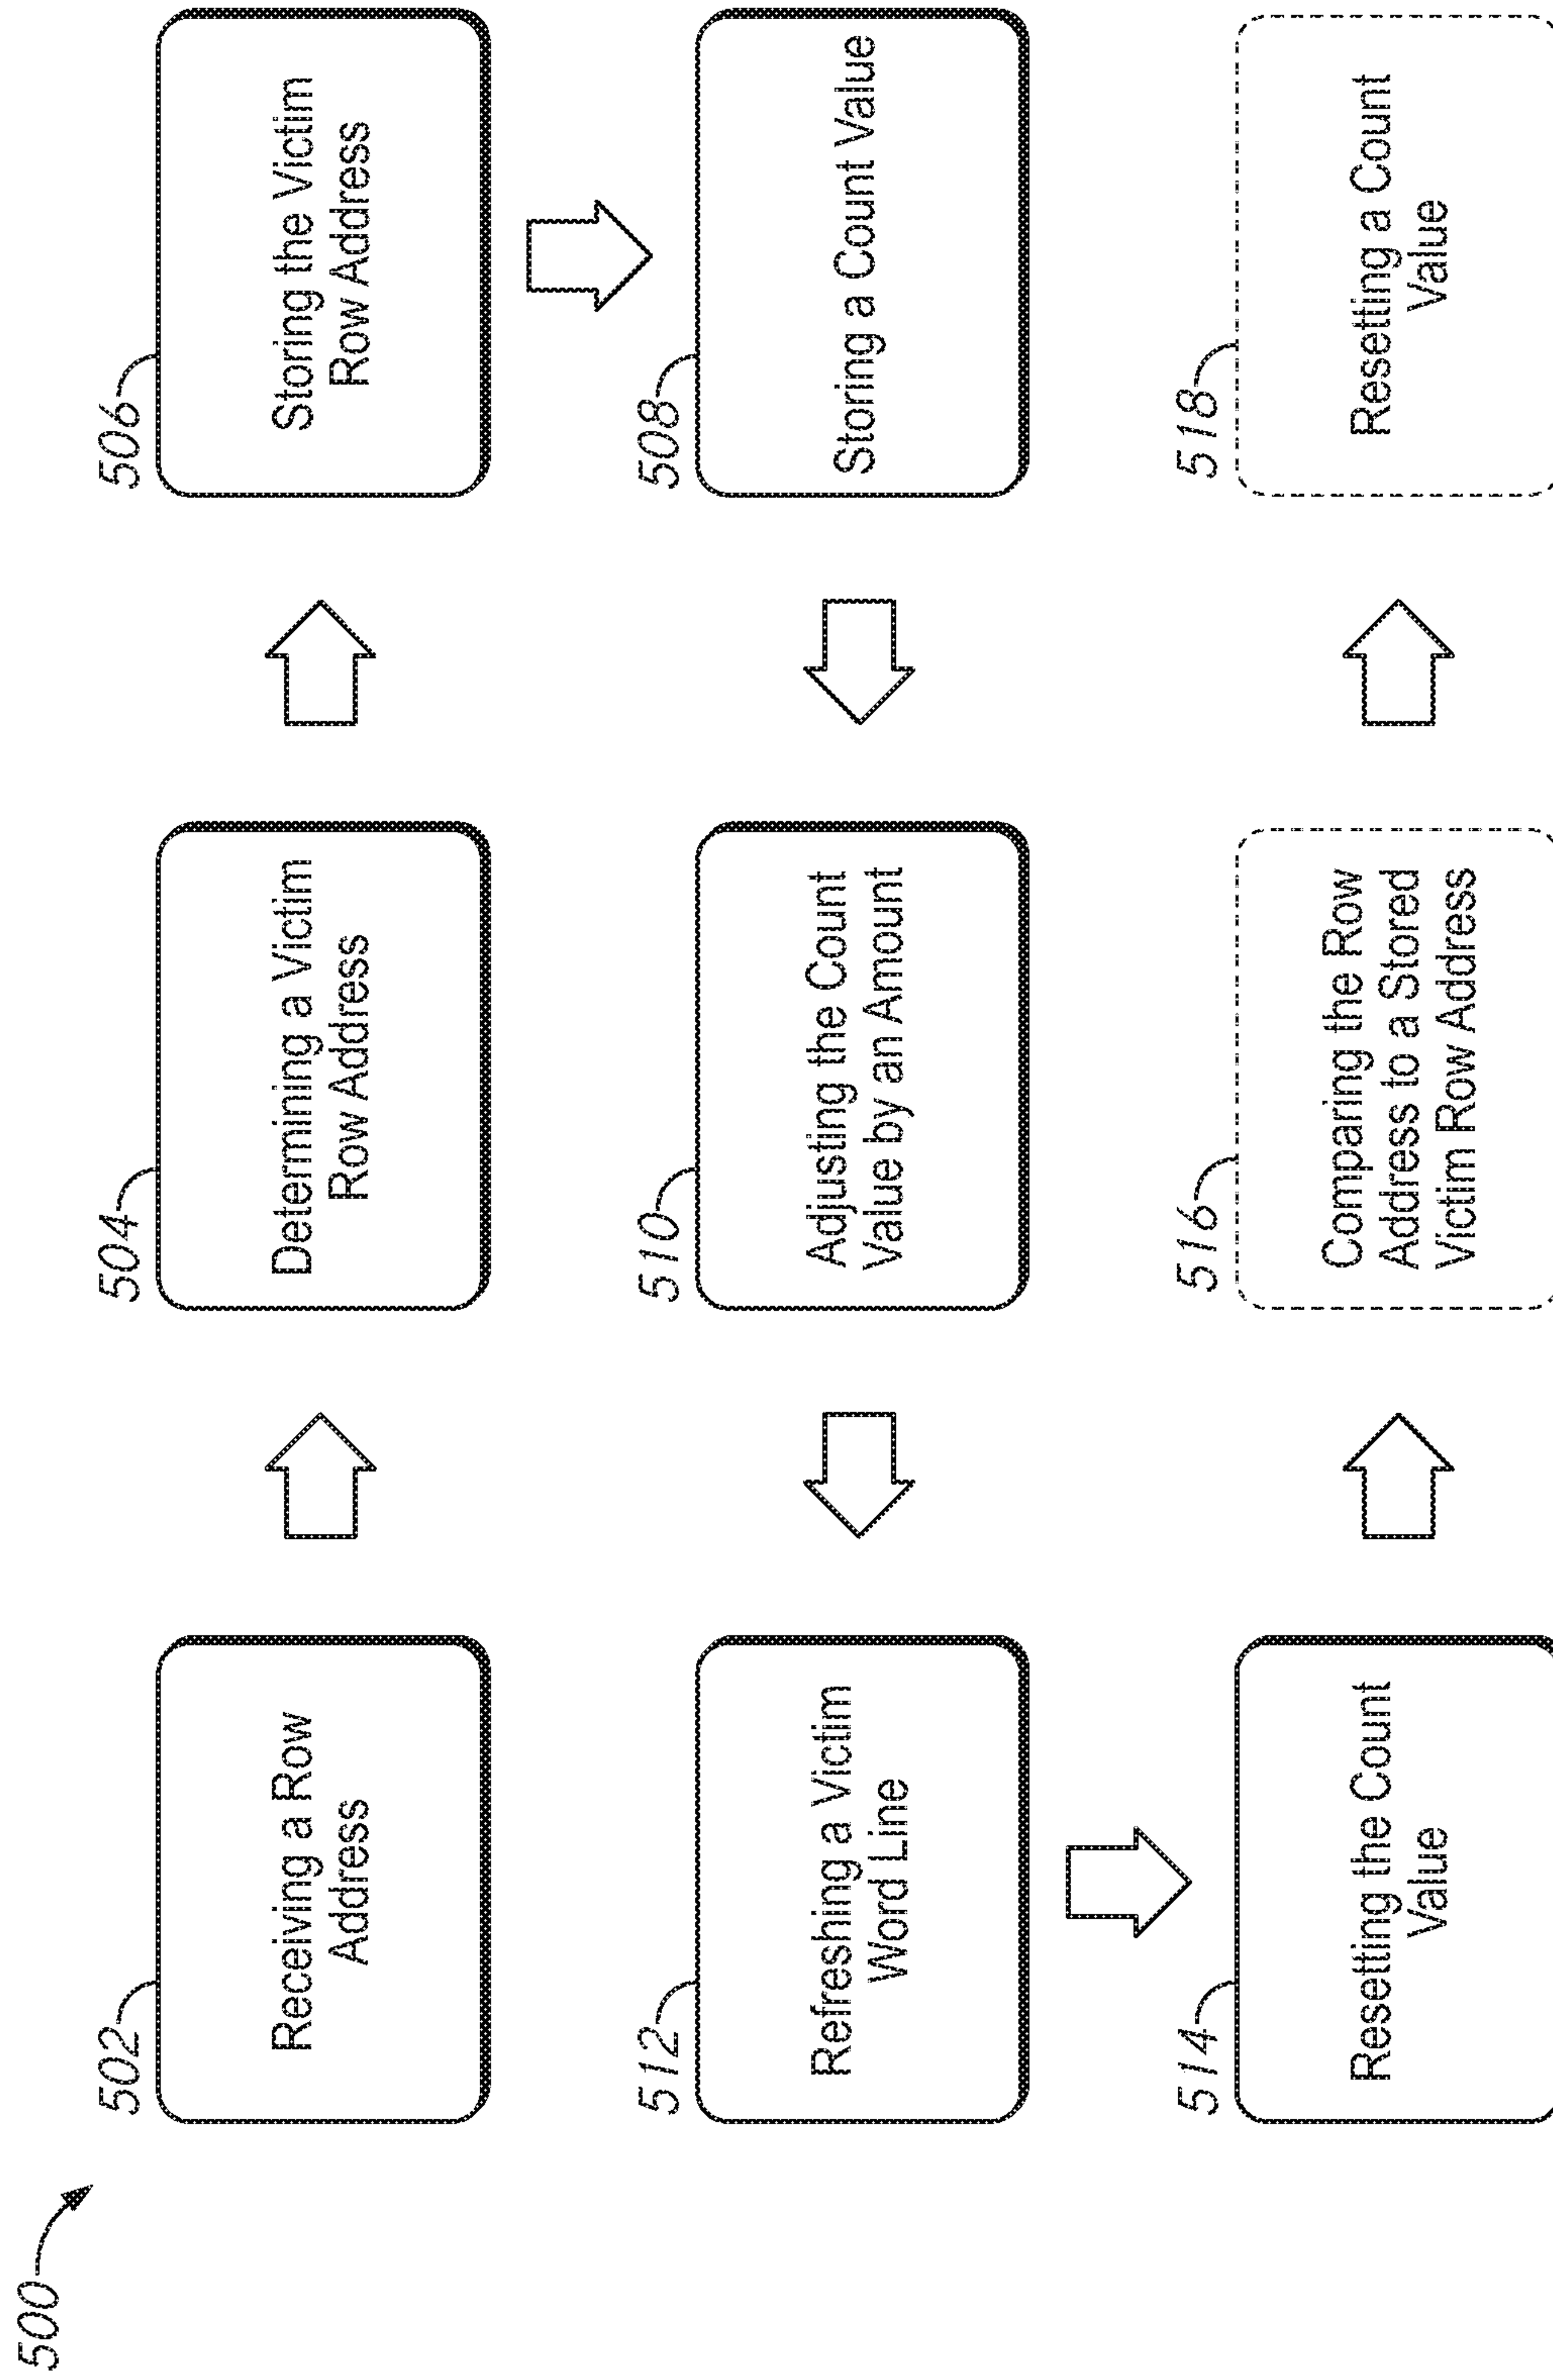 500
502
Receiving a Row
Address
504
Determining a Victim
Row Address
506
Storing the Victim
Row Address
508
Storing a Count Value
510
Adjusting the Count
Value by an Amount
512
Refreshing a Victim
Word Line
514
Resetting the Count
Value
516
Comparing the Row
Address to a Stored
Victim Row Address
518
Resetting a Count
Value